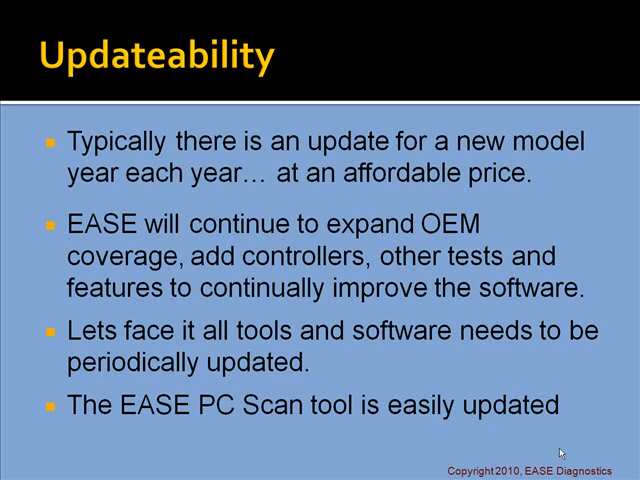 Updateability
Typically there is an update for a new model
year each year… at an affordable price.
EASE will continue to expand OEM
coverage, add controllers, other tests and
features to continually improve the software.
Lets face it all tools and software needs to be
periodically updated.
The EASE PC Scan tool is easily updated
Copyright 2010, EASE Diagnostics